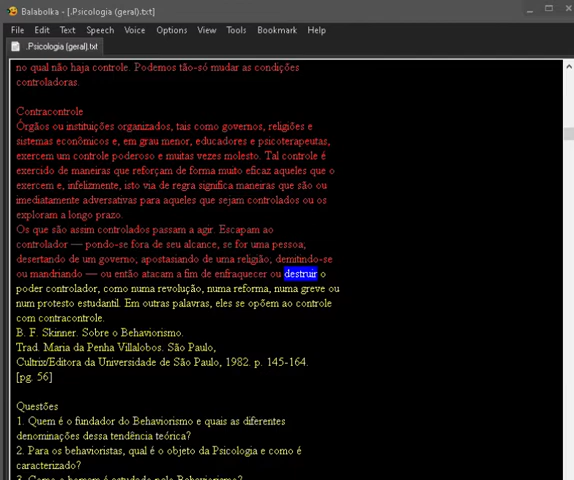 Balabolka - [.Psicologia (geral).txt]
File Edit Text Speech Voice Options View Tools Bookmark Help
.Psicologia (geral).txt
no qual não haja controle. Podemos tão-só mudar as condições
controladoras.
Contracontrole
Órgãos ou instituições organizados, tais como governos, religiões e
sistemas econômicos e, em grau menor, educadores e psicoterapeutas,
exercem um controle poderoso e muitas vezes molesto. Tal controle é
exercido de maneiras que reforçam de forma muito eficaz aqueles que o
exercem e, infelizmente, isto via de regra significa maneiras que são ou
imediatamente adversativas para aqueles que sejam controlados ou os
exploram a longo prazo.
Os que são assim controlados passam a agir. Escapam ao
controlador — pondo-se fora de seu alcance, se for uma pessoa;
desertando de um governo; apostasiando de uma religião; demitindo-se
ou mandriando — ou então atacam a fim de enfraquecer ou destruir o
poder controlador, como numa revolução, numa reforma, numa greve ou
num protesto estudantil. Em outras palavras, eles se opõem ao controle
com contracontrole.
B. F. Skinner. Sobre o Behaviorismo.
Trad. Maria da Penha Villalobos. São Paulo,
Cultrix/Editora da Universidade de São Paulo, 1982. p. 145-164.
[pg. 56]
Questões
1. Quem é o fundador do Behaviorismo e quais as diferentes
denominações dessa tendência teórica?
2. Para os behavioristas, qual é o objeto da Psicologia e como é
caracterizado?
3. Como o homem é estudado pelo Behaviorismo?